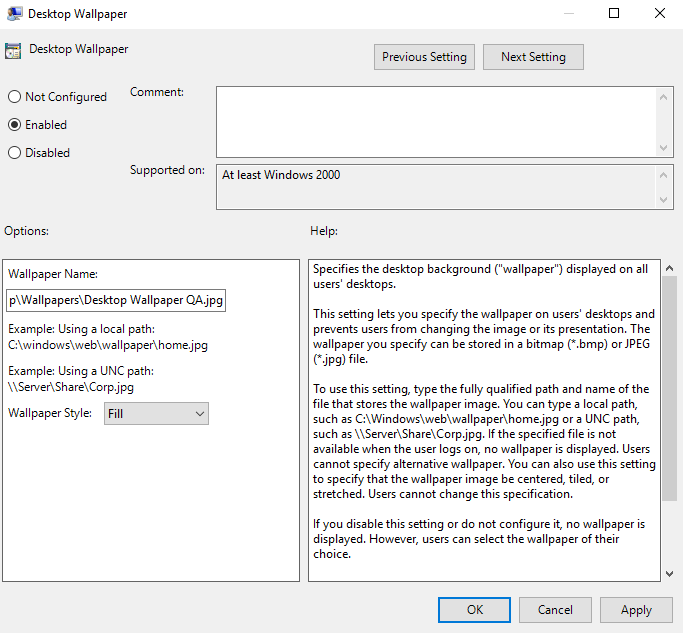 Desktop Wallpaper
Desktop Wallpaper
Previous Setting
Next Setting
Not Configured
Comment:
Enabled
Disabled
Supported on:
At least Windows 2000
Options:
Help:
Wallpaper Name:
p\Wallpapers\Desktop Wallpaper QA.jpg
Example: Using a local path:
C:\windows\web\wallpaper\home.jpg
Example: Using a UNC path:
\\Server\Share\Corp.jpg
Wallpaper Style:
Fill
Specifies the desktop background ("wallpaper") displayed on all
users' desktops.
This setting lets you specify the wallpaper on users' desktops and
prevents users from changing the image or its presentation. The
wallpaper you specify can be stored in a bitmap (*.bmp) or JPEG
(*.jpg) file.
To use this setting, type the fully qualified path and name of the
file that stores the wallpaper image. You can type a local path,
such as C:\Windows\web\wallpaper\home.jpg or a UNC path,
such as \\Server\Share\Corp.jpg. If the specified file is not
available when the user logs on, no wallpaper is displayed. Users
cannot specify alternative wallpaper. You can also use this setting
to specify that the wallpaper image be centered, tiled, or
stretched. Users cannot change this specification.
If you disable this setting or do not configure it, no wallpaper is
displayed. However, users can select the wallpaper of their
choice.
OK
Cancel
Apply